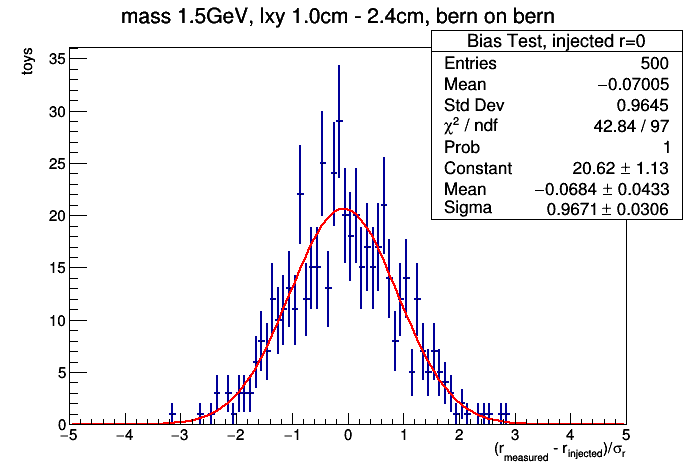 mass 1.5GeV, lxy 1.0cm - 2.4cm, bern on bern
Bias Test, injected r=0
Entries 500
Mean −0.07005
Std Dev 0.9645
χ² / ndf 42.84 / 97
Prob 1
Constant 20.62 ± 1.13
Mean −0.0684 ± 0.0433
Sigma 0.9671 ± 0.0306
toys
35
30
25
20
15
10
5
0
−5 −4 −3 −2 −1 0 1 2 3 4 5
(r_measured - r_injected)/σ_r